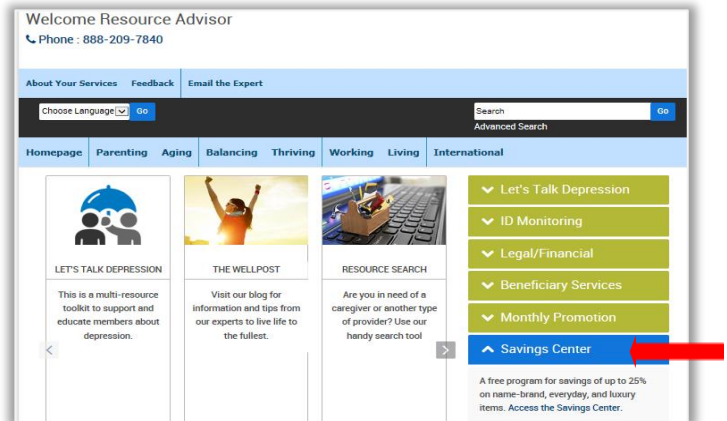 Welcome Resource Advisor
Phone : 888-209-7840
About Your Services Feedback Email the Expert
Choose Language Go
Search Go
Advanced Search
Homepage Parenting Aging Balancing Thriving Working Living International
LET'S TALK DEPRESSION
This is a multi-resource
toolkit to support and
educate members about
depression.
THE WELLPOST
Visit our blog for
information and tips from
our experts to live life to
the fullest.
RESOURCE SEARCH
Are you in need of a
caregiver or another type
of provider? Use our
handy search tool
Let's Talk Depression
ID Monitoring
Legal/Financial
Beneficiary Services
Monthly Promotion
Savings Center
A free program for savings of up to 25%
on name-brand, everyday, and luxury
items. Access the Savings Center.